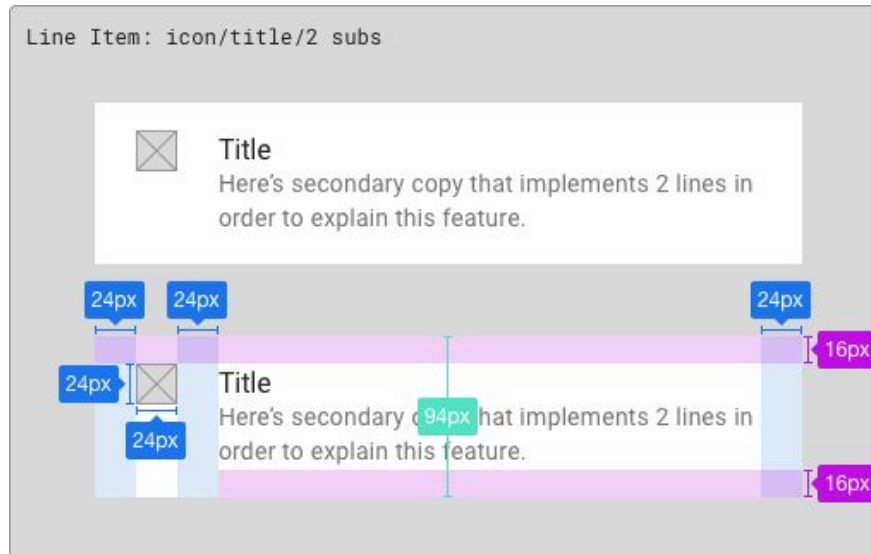 Line Item: icon/title/2 subs
Title
Here's secondary copy that implements 2 lines in
order to explain this feature.
24px 24px 24px
16px
24px
Title
Here's secondary c 94px hat implements 2 lines in
24px
order to explain this feature.
16px